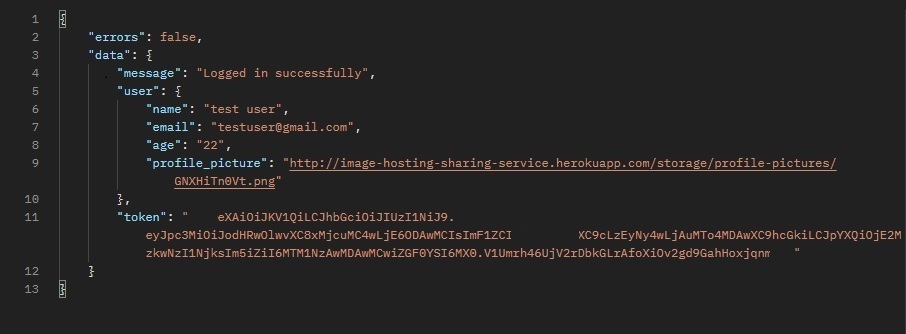 1 {
2 "errors": false,
3 "data": {
4 "message": "Logged in successfully",
5 "user": {
6 "name": "test user",
7 "email": "testuser@gmail.com",
8 "age": "22",
9 "profile_picture": "http://image-hosting-sharing-service.herokuapp.com/storage/profile-pictures/
GNXHiTn0Vt.png"
10 },
11 "token": " eXAiOiJKV1QiLCJhbGciOiJIUzI1NiJ9.
eyJpc3MiOiJodHRwOlwvXC8xMjcuMC4wLjE6ODAwMCIsImF1ZCI XC9cLzEyNy4wLjAuMTo4MDAwXC9hcGkiLCJpYXQiOjE2M
zkwNzI1NjksIm5iZiI6MTM1NzAwMDAwMCwiZGF0YSI6MX0.V1Umrh46UjV2rDbkGLrAfoXiOv2gd9GahHoxjqnm "
12 }
13 }